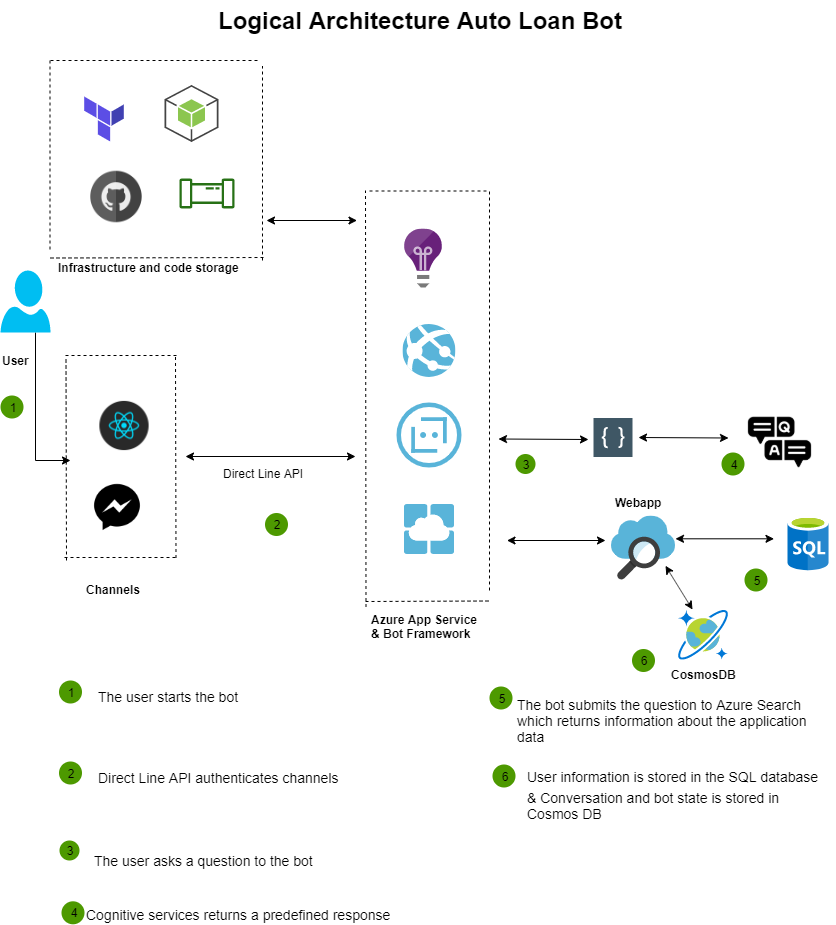 Logical Architecture Auto Loan Bot
Infrastructure and code storage
User
1
Direct Line API
2
Channels
Azure App Service
& Bot Framework
3
{ }
4
Q
A
Webapp
SQL
5
6
CosmosDB
1 The user starts the bot
2 Direct Line API authenticates channels
3 The user asks a question to the bot
4 Cognitive services returns a predefined response
5 The bot submits the question to Azure Search
which returns information about the application
data
6 User information is stored in the SQL database
& Conversation and bot state is stored in
Cosmos DB